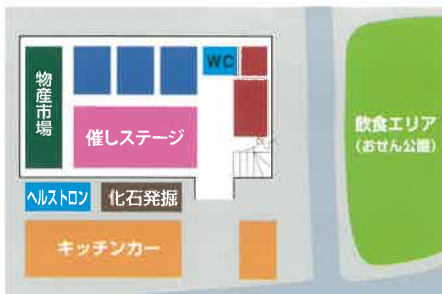 WC
物産市場
催しステージ
飲食エリア
(おせん公園)
ヘルストロン
化石発掘
キッチンカー